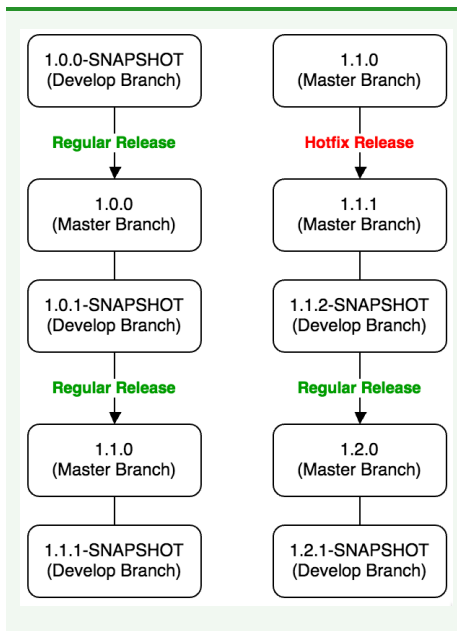 1.0.0-SNAPSHOT
(Develop Branch)
Regular Release
1.0.0
(Master Branch)
1.0.1-SNAPSHOT
(Develop Branch)
Regular Release
1.1.0
(Master Branch)
1.1.1-SNAPSHOT
(Develop Branch)
1.1.0
(Master Branch)
Hotfix Release
1.1.1
(Master Branch)
1.1.2-SNAPSHOT
(Develop Branch)
Regular Release
1.2.0
(Master Branch)
1.2.1-SNAPSHOT
(Develop Branch)